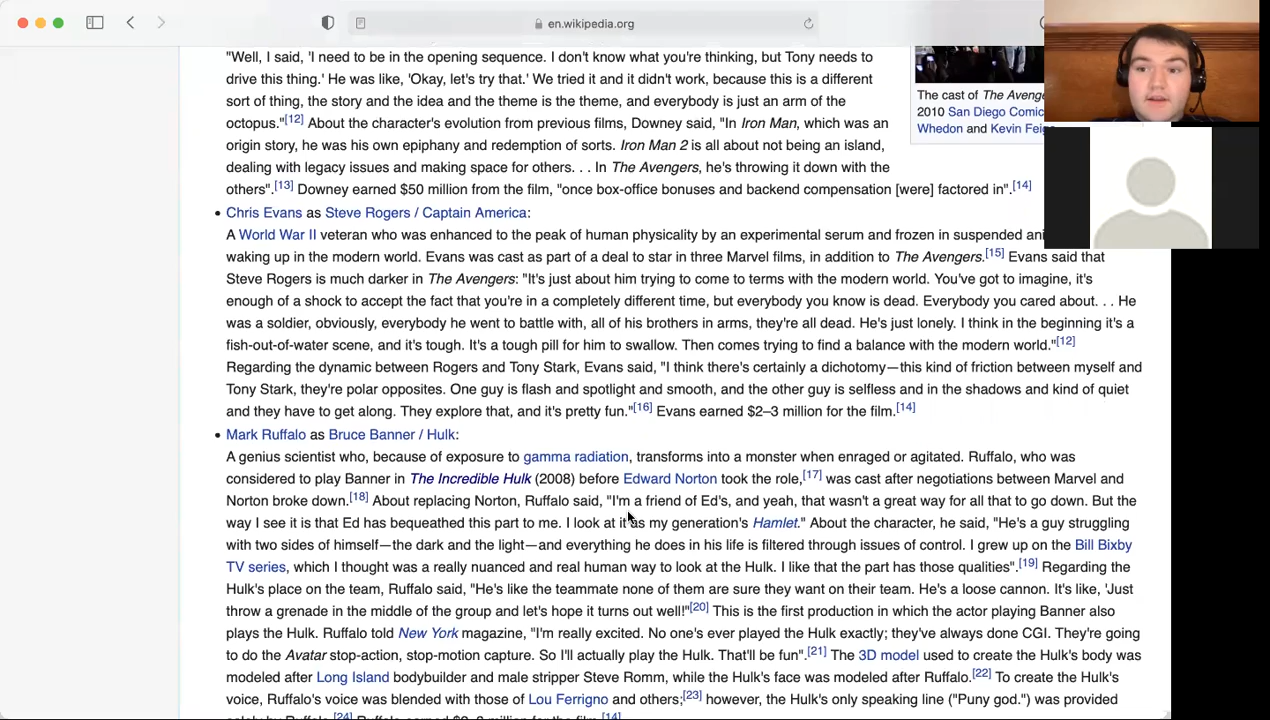 en.wikipedia.org
"Well, I said, 'I need to be in the opening sequence. I don't know what you're thinking, but Tony needs to
drive this thing.' He was like, 'Okay, let's try that.' We tried it and it didn't work, because this is a different
sort of thing, the story and the idea and the theme is the theme, and everybody is just an arm of the
octopus."[12] About the character's evolution from previous films, Downey said, "In Iron Man, which was an
origin story, he was his own epiphany and redemption of sorts. Iron Man 2 is all about not being an island,
dealing with legacy issues and making space for others. . . In The Avengers, he's throwing it down with the
others".[13] Downey earned $50 million from the film, "once box-office bonuses and backend compensation [were] factored in".[14]
The cast of The Avenge
2010 San Diego Comic
Whedon and Kevin Feig
• Chris Evans as Steve Rogers / Captain America:
A World War II veteran who was enhanced to the peak of human physicality by an experimental serum and frozen in suspended ani
waking up in the modern world. Evans was cast as part of a deal to star in three Marvel films, in addition to The Avengers.[15] Evans said that
Steve Rogers is much darker in The Avengers: "It's just about him trying to come to terms with the modern world. You've got to imagine, it's
enough of a shock to accept the fact that you're in a completely different time, but everybody you know is dead. Everybody you cared about. . . He
was a soldier, obviously, everybody he went to battle with, all of his brothers in arms, they're all dead. He's just lonely. I think in the beginning it's a
fish-out-of-water scene, and it's tough. It's a tough pill for him to swallow. Then comes trying to find a balance with the modern world."[12]
Regarding the dynamic between Rogers and Tony Stark, Evans said, "I think there's certainly a dichotomy—this kind of friction between myself and
Tony Stark, they're polar opposites. One guy is flash and spotlight and smooth, and the other guy is selfless and in the shadows and kind of quiet
and they have to get along. They explore that, and it's pretty fun."[16] Evans earned $2–3 million for the film.[14]
• Mark Ruffalo as Bruce Banner / Hulk:
A genius scientist who, because of exposure to gamma radiation, transforms into a monster when enraged or agitated. Ruffalo, who was
considered to play Banner in The Incredible Hulk (2008) before Edward Norton took the role,[17] was cast after negotiations between Marvel and
Norton broke down.[18] About replacing Norton, Ruffalo said, "I'm a friend of Ed's, and yeah, that wasn't a great way for all that to go down. But the
way I see it is that Ed has bequeathed this part to me. I look at it as my generation's Hamlet." About the character, he said, "He's a guy struggling
with two sides of himself—the dark and the light—and everything he does in his life is filtered through issues of control. I grew up on the Bill Bixby
TV series, which I thought was a really nuanced and real human way to look at the Hulk. I like that the part has those qualities".[19] Regarding the
Hulk's place on the team, Ruffalo said, "He's like the teammate none of them are sure they want on their team. He's a loose cannon. It's like, 'Just
throw a grenade in the middle of the group and let's hope it turns out well!'"[20] This is the first production in which the actor playing Banner also
plays the Hulk. Ruffalo told New York magazine, "I'm really excited. No one's ever played the Hulk exactly; they've always done CGI. They're going
to do the Avatar stop-action, stop-motion capture. So I'll actually play the Hulk. That'll be fun".[21] The 3D model used to create the Hulk's body was
modeled after Long Island bodybuilder and male stripper Steve Romm, while the Hulk's face was modeled after Ruffalo.[22] To create the Hulk's
voice, Ruffalo's voice was blended with those of Lou Ferrigno and others;[23] however, the Hulk's only speaking line ("Puny god.") was provided
solely by Ruffalo.[24] Ruffalo earned $2–3 million for the film.[14]